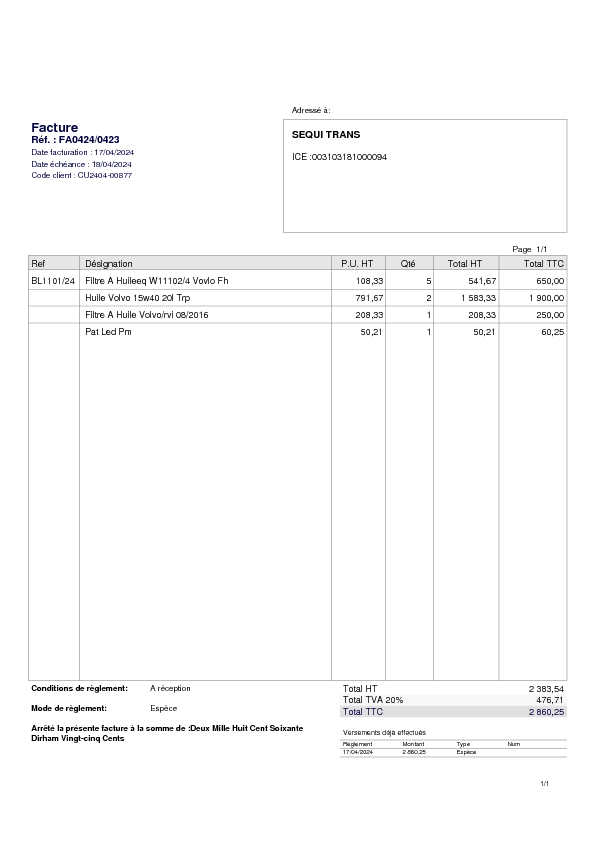 Adressé à:
Facture
Réf. : FA0424/0423
Date facturation : 17/04/2024
Date échéance : 18/04/2024
Code client : CU2404-00877
SEQUI TRANS
ICE :003103181000094
Page 1/1
Ref Désignation P.U. HT Qté Total HT Total TTC
BL1101/24 Filtre A Huileeq W11102/4 Vovlo Fh 108,33 5 541,67 650,00
Huile Volvo 15w40 20l Trp 791,67 2 1 583,33 1 900,00
Filtre A Huile Volvo/rvi 08/2016 208,33 1 208,33 250,00
Pat Led Pm 50,21 1 50,21 60,25
Conditions de règlement: A réception
Mode de règlement: Espèce
Arrêté la présente facture à la somme de :Deux Mille Huit Cent Soixante
Dirham Vingt-cinq Cents
Total HT 2 383,54
Total TVA 20% 476,71
Total TTC 2 860,25
Versements déjà effectués
Règlement Montant Type Num
17/04/2024 2 860,25 Espèce
1/1